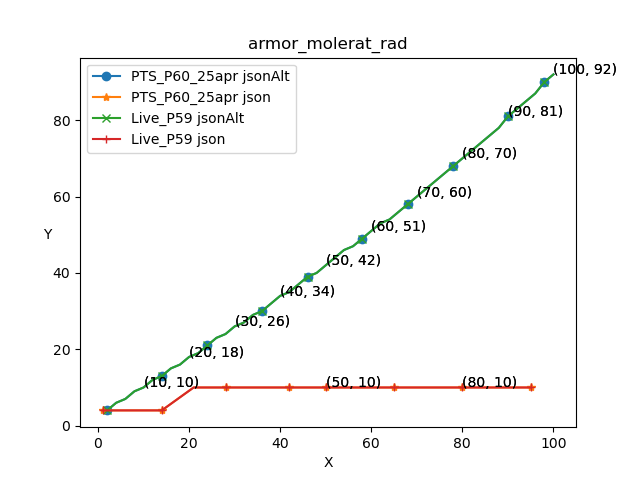 armor_molerat_rad
PTS_P60_25apr jsonAlt
PTS_P60_25apr json
Live_P59 jsonAlt
Live_P59 json
(100, 92)
(90, 81)
(80, 70)
(70, 60)
(60, 51)
(50, 42)
(40, 34)
(30, 26)
(20, 18)
(10, 10)
(50, 10)
(80, 10)
Y
80
60
40
20
0
0 20 40 60 80 100
X